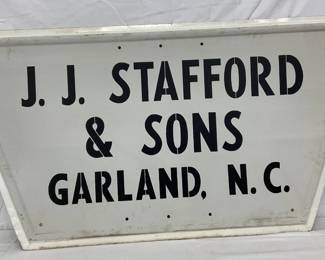 J. J. STAFFORD
& SONS
GARLAND, N. C.